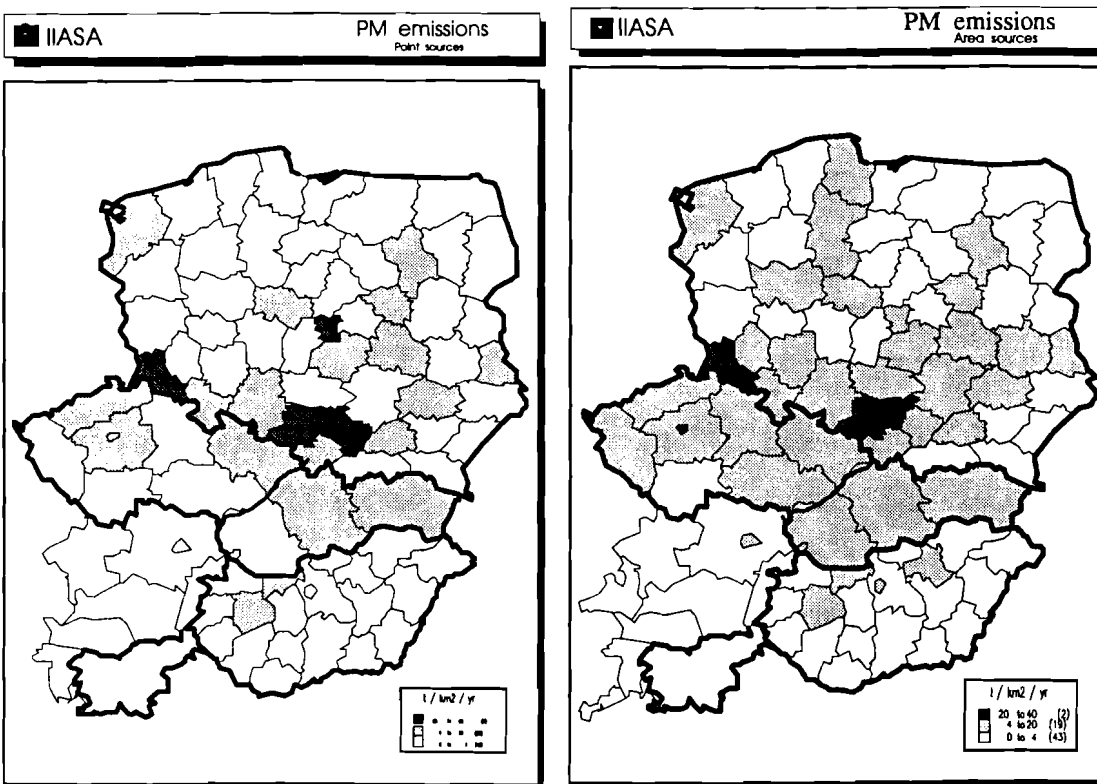 IIASA
PM emissions
Point sources
t / km2 / yr
IIASA
PM emissions
Area sources
t / km2 / yr
20 to 40 (2)
4 to 20 (19)
0 to 4 (43)